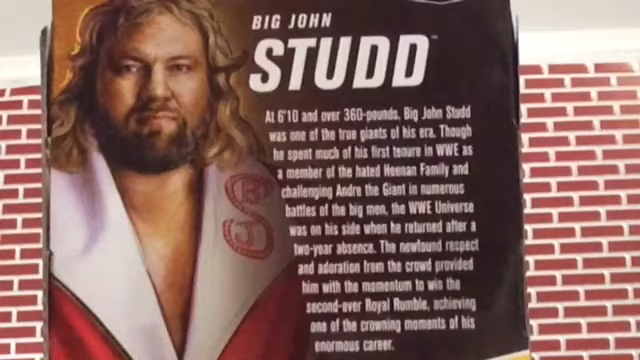 BIG JOHN
STUDD™
At 6'10 and over 360-pounds, Big John Studd
was one of the true giants of his era. Though
he spent much of his first tenure in WWE as
a member of the hated Heenan Family and
challenging Andre the Giant in numerous
battles of the big men, the WWE Universe
was on his side when he returned after a
two-year absence. The newfound respect
and adoration from the crowd provided
him with the momentum to win the
second-ever Royal Rumble, achieving
one of the crowning moments of his
enormous career.